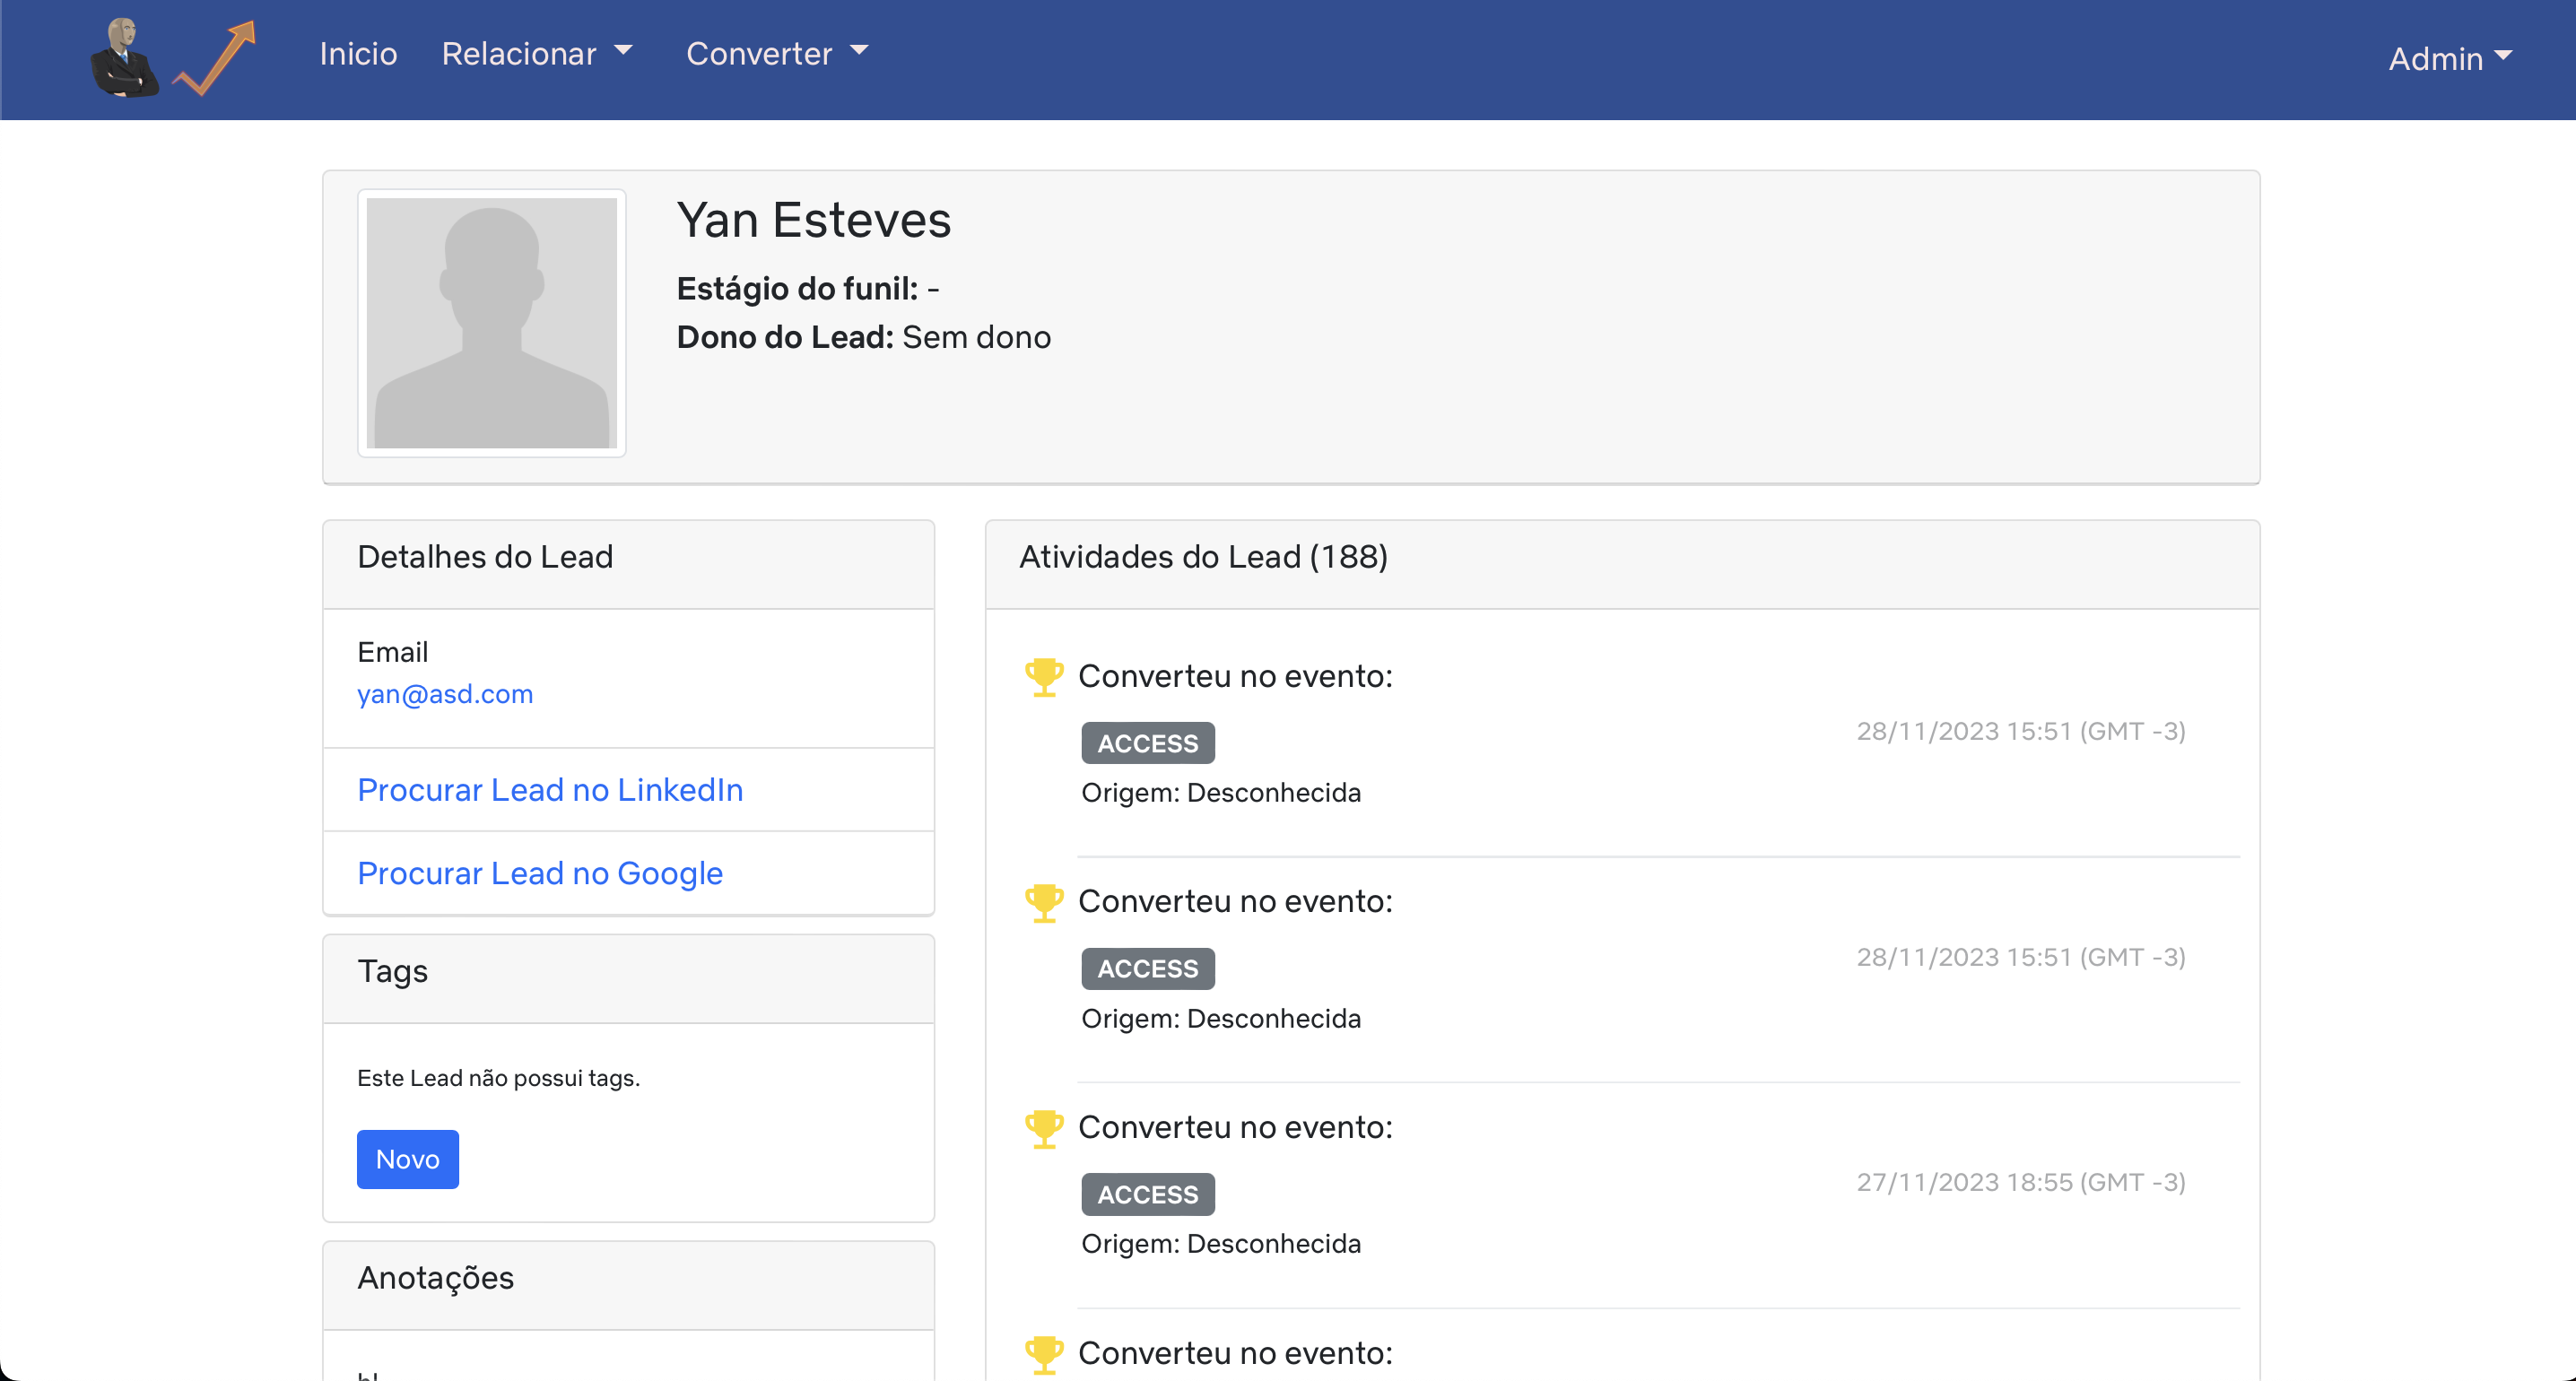 Inicio
Relacionar
Converter
Admin
Yan Esteves
Estágio do funil: -
Dono do Lead: Sem dono
Detalhes do Lead
Email
yan@asd.com
Procurar Lead no LinkedIn
Procurar Lead no Google
Tags
Este Lead não possui tags.
Novo
Anotações
Atividades do Lead (188)
Converteu no evento:
ACCESS
28/11/2023 15:51 (GMT -3)
Origem: Desconhecida
Converteu no evento:
ACCESS
28/11/2023 15:51 (GMT -3)
Origem: Desconhecida
Converteu no evento:
ACCESS
27/11/2023 18:55 (GMT -3)
Origem: Desconhecida
Converteu no evento: